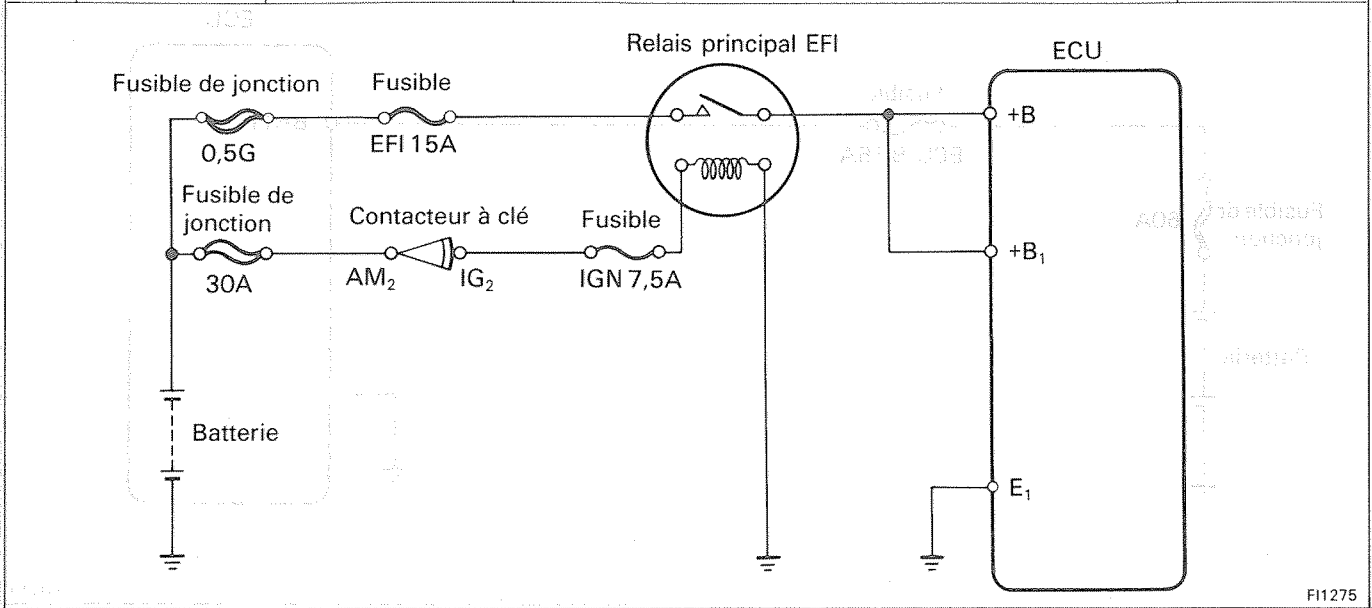 Relais principal EFI
ECU
Fusible de jonction
Fusible
+B
0,5G
EFI 15A
Fusible de
jonction
Contacteur à clé
Fusible
+B₁
30A
AM₂
IG₂
IGN 7,5A
Batterie
E₁
FI1275